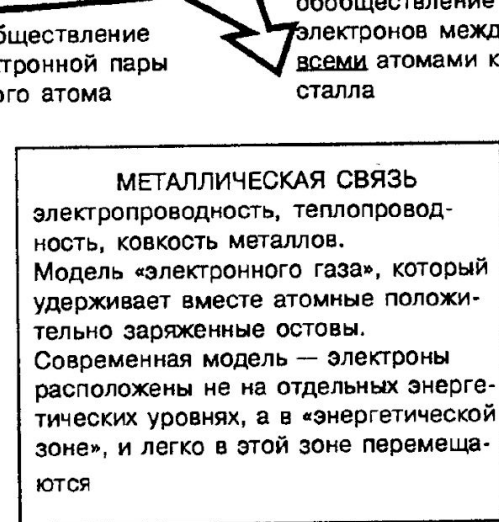 обобществление
электронов межд
всеми атомами к
сталла
бществление
тронной пары
ого атома
МЕТАЛЛИЧЕСКАЯ СВЯЗЬ
электропроводность, теплопровод-
ность, ковкость металлов.
Модель «электронного газа», который
удерживает вместе атомные положи-
тельно заряженные остовы.
Современная модель — электроны
расположены не на отдельных энерге-
тических уровнях, а в «энергетической
зоне», и легко в этой зоне перемеща-
ются